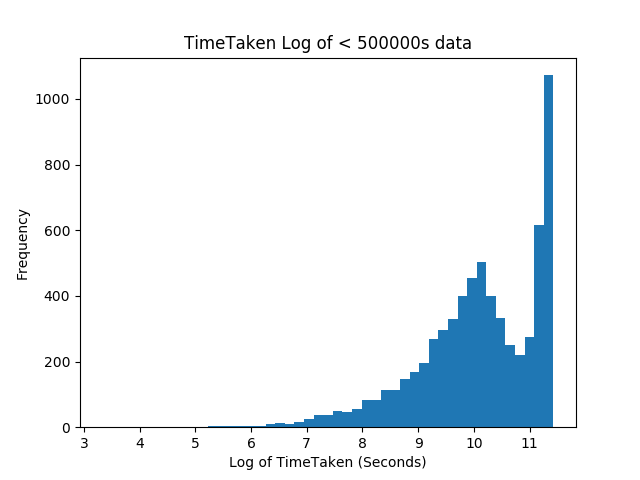 TimeTaken Log of < 500000s data
1000
800
600
400
200
0
Frequency
3 4 5 6 7 8 9 10 11
Log of TimeTaken (Seconds)